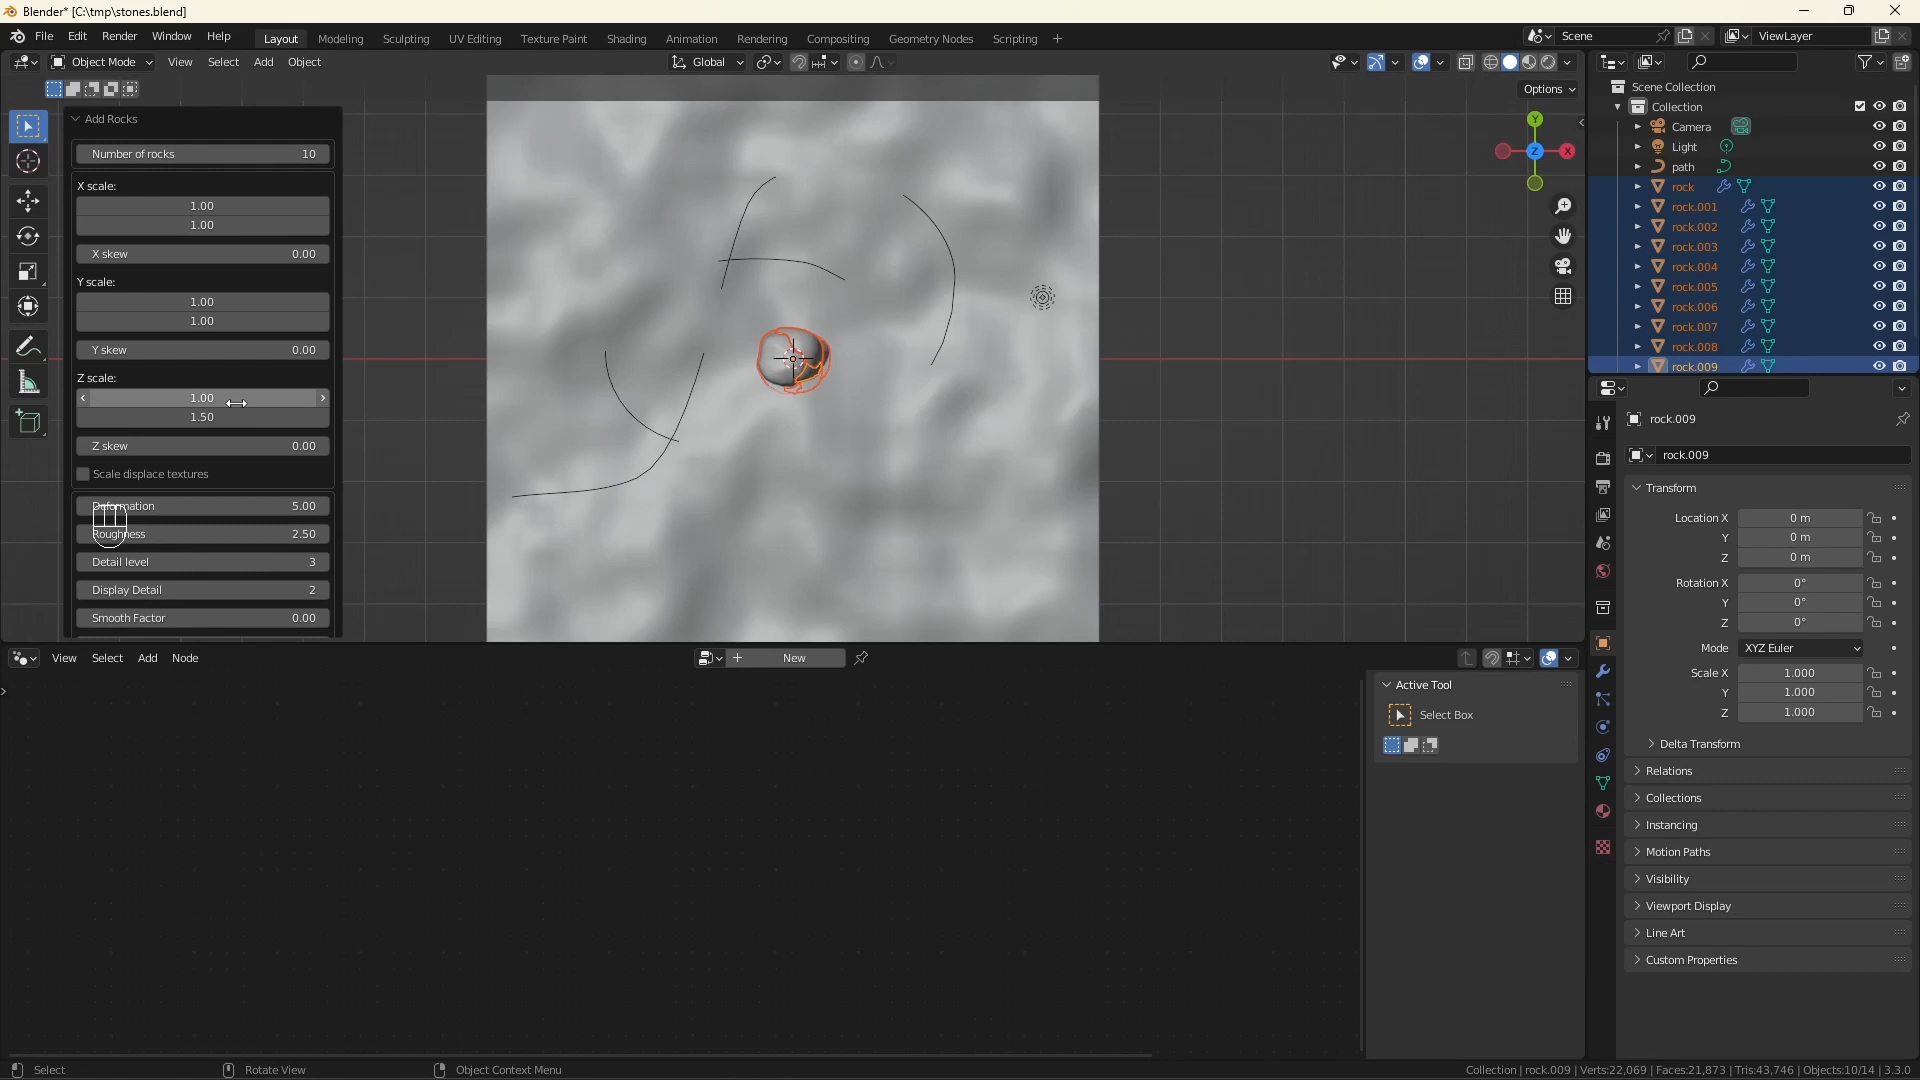 Blender* [C:\tmp\stones.blend]
File Edit Render Window Help Layout Modeling Sculpting UV Editing Texture Paint Shading Animation Rendering Compositing Geometry Nodes Scripting + Scene ViewLayer
Object Mode View Select Add Object Global
Options
Scene Collection
Collection
Camera
Light
path
rock
rock.001
rock.002
rock.003
rock.004
rock.005
rock.006
rock.007
rock.008
rock.009
Y
Z X
Add Rocks
Number of rocks 10
X scale:
1.00
1.00
X skew 0.00
Y scale:
1.00
1.00
Y skew 0.00
Z scale:
1.00
1.50
Z skew 0.00
Scale displace textures
Deformation 5.00
Roughness 2.50
Detail level 3
Display Detail 2
Smooth Factor 0.00
rock.009
rock.009
Transform
Location X 0 m
Y 0 m
Z 0 m
Rotation X 0°
Y 0°
Z 0°
Mode XYZ Euler
Scale X 1.000
Y 1.000
Z 1.000
Delta Transform
Relations
Collections
Instancing
Motion Paths
Visibility
Viewport Display
Line Art
Custom Properties
View Select Add Node New
Active Tool
Select Box
Select Rotate View Object Context Menu Collection | rock.009 | Verts:22,069 | Faces:21,873 | Tris:43,746 | Objects:10/14 | 3.3.0